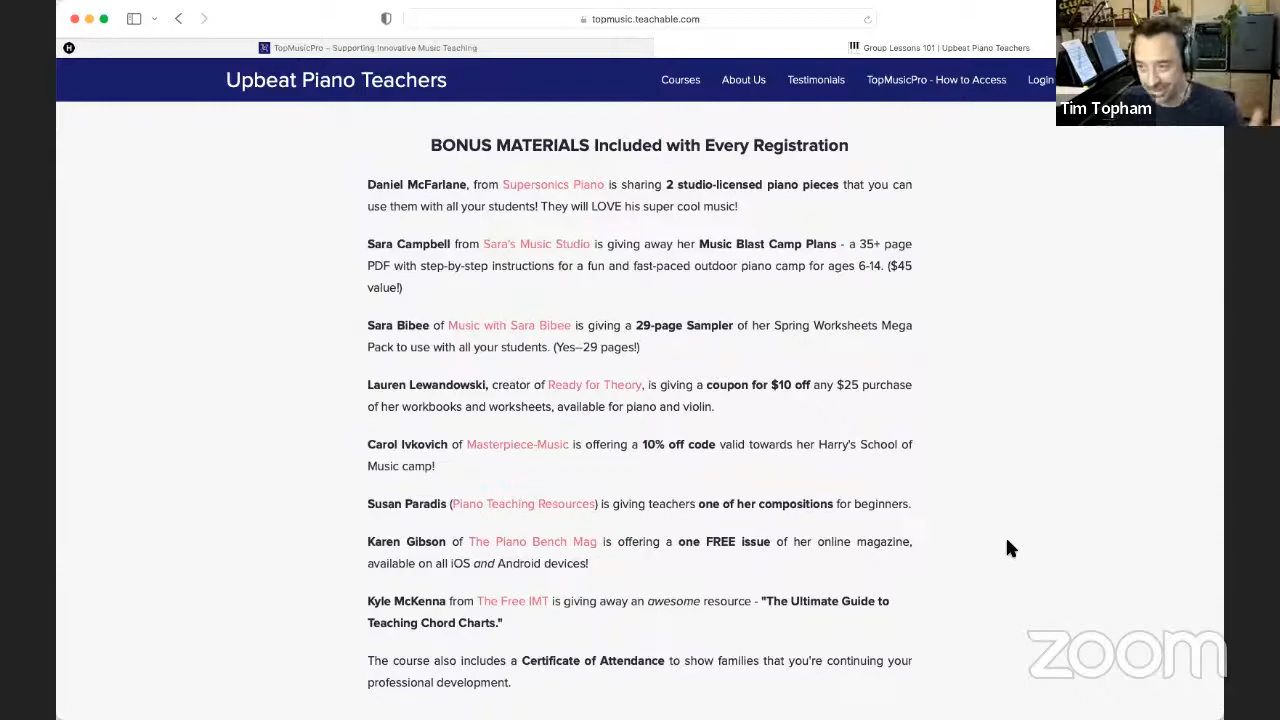 topmusic.teachable.com
H
TopMusicPro – Supporting Innovative Music Teaching
Group Lessons 101 | Upbeat Piano Teachers
Upbeat Piano Teachers
Courses About Us Testimonials TopMusicPro - How to Access Login
Tim Topham
BONUS MATERIALS Included with Every Registration
Daniel McFarlane, from Supersonics Piano is sharing 2 studio-licensed piano pieces that you can
use them with all your students! They will LOVE his super cool music!
Sara Campbell from Sara's Music Studio is giving away her Music Blast Camp Plans - a 35+ page
PDF with step-by-step instructions for a fun and fast-paced outdoor piano camp for ages 6-14. ($45
value!)
Sara Bibee of Music with Sara Bibee is giving a 29-page Sampler of her Spring Worksheets Mega
Pack to use with all your students. (Yes--29 pages!)
Lauren Lewandowski, creator of Ready for Theory, is giving a coupon for $10 off any $25 purchase
of her workbooks and worksheets, available for piano and violin.
Carol Ivkovich of Masterpiece-Music is offering a 10% off code valid towards her Harry's School of
Music camp!
Susan Paradis (Piano Teaching Resources) is giving teachers one of her compositions for beginners.
Karen Gibson of The Piano Bench Mag is offering a one FREE issue of her online magazine,
available on all iOS and Android devices!
Kyle McKenna from The Free IMT is giving away an awesome resource - "The Ultimate Guide to
Teaching Chord Charts."
The course also includes a Certificate of Attendance to show families that you're continuing your
professional development.
zoom